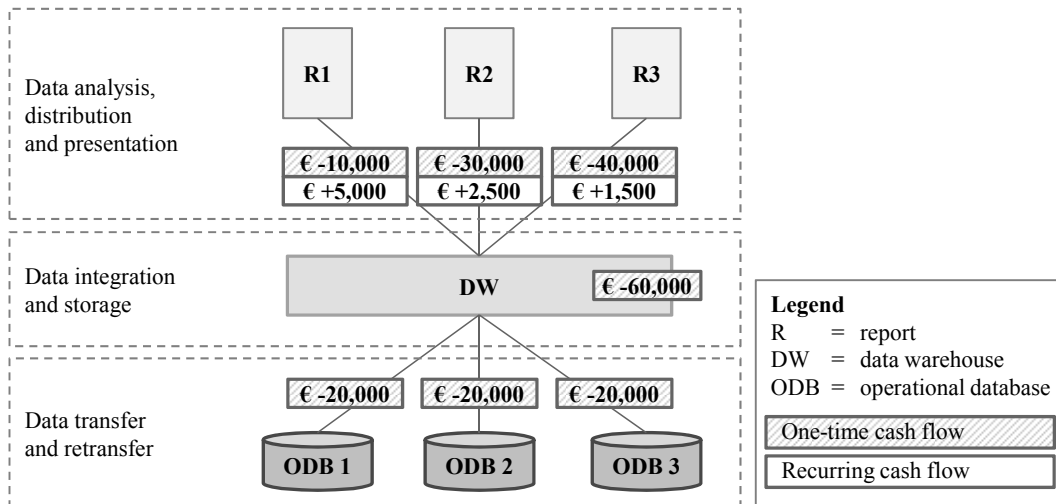 Data analysis,
distribution
and presentation
R1
R2
R3
€ -10,000
€ -30,000
€ -40,000
€ +5,000
€ +2,500
€ +1,500
Data integration
and storage
DW
€ -60,000
Data transfer
and retransfer
€ -20,000
€ -20,000
€ -20,000
ODB 1
ODB 2
ODB 3
Legend
R = report
DW = data warehouse
ODB = operational database
One-time cash flow
Recurring cash flow